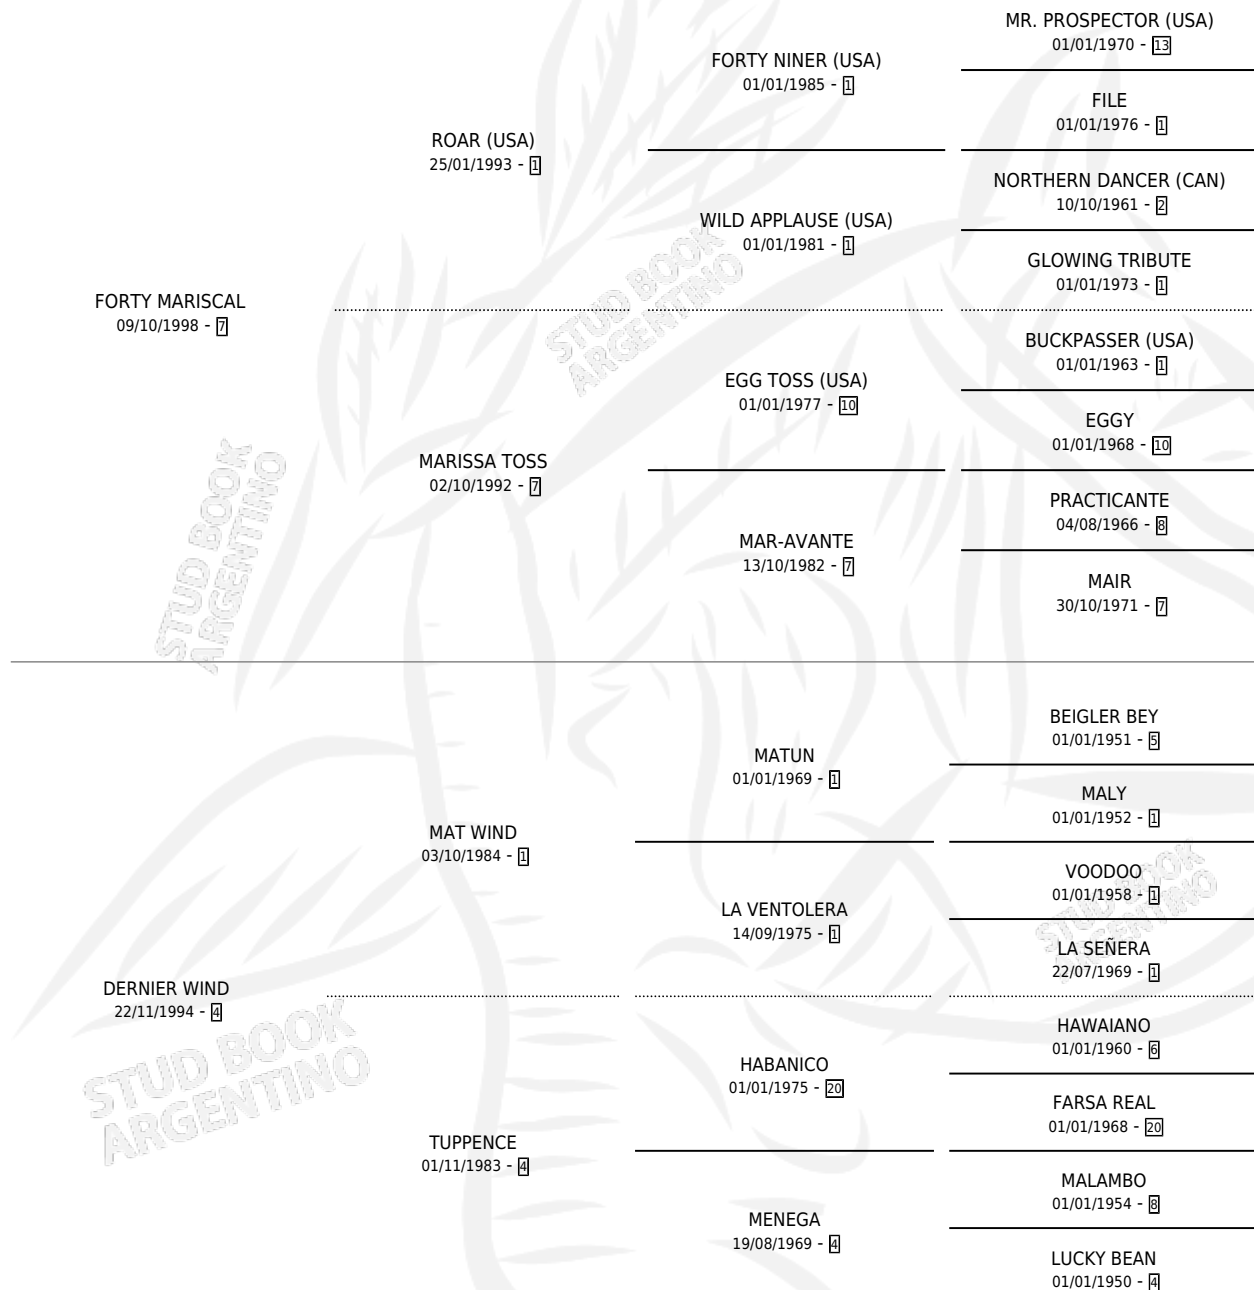 MR. PROSPECTOR (USA)
01/01/1970 - 13
FORTY NINER (USA)
01/01/1985 - 1
FILE
01/01/1976 - 1
ROAR (USA)
25/01/1993 - 1
NORTHERN DANCER (CAN)
10/10/1961 - 2
WILD APPLAUSE (USA)
01/01/1981 - 1
GLOWING TRIBUTE
01/01/1973 - 1
FORTY MARISCAL
09/10/1998 - 7
BUCKPASSER (USA)
01/01/1963 - 1
EGG TOSS (USA)
01/01/1977 - 10
EGGY
01/01/1968 - 10
MARISSA TOSS
02/10/1992 - 7
PRACTICANTE
04/08/1966 - 8
MAR-AVANTE
13/10/1982 - 7
MAIR
30/10/1971 - 7
BEIGLER BEY
01/01/1951 - 5
MATUN
01/01/1969 - 1
MALY
01/01/1952 - 1
MAT WIND
03/10/1984 - 1
VOODOO
01/01/1958 - 1
LA VENTOLERA
14/09/1975 - 1
LA SEÑERA
22/07/1969 - 1
DERNIER WIND
22/11/1994 - 4
HAWAIANO
01/01/1960 - 6
HABANICO
01/01/1975 - 20
FARSA REAL
01/01/1968 - 20
TUPPENCE
01/11/1983 - 4
MALAMBO
01/01/1954 - 8
MENEGA
19/08/1969 - 4
LUCKY BEAN
01/01/1950 - 4
STUD BOOK
ARGENTINO
STUD BOOK
ARGENTINO
STUD BOOK
ARGENTINO
STUD BOOK
ARGENTINO